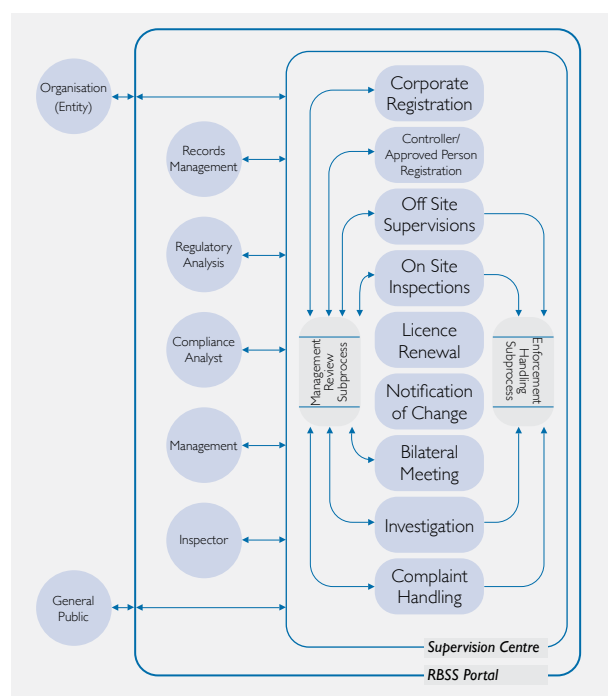 Organisation
(Entity)
Records
Management
Regulatory
Analysis
Compliance
Analyst
Management
Inspector
General
Public
Corporate
Registration
Controller/
Approved Person
Registration
Off Site
Supervisions
On Site
Inspections
Licence
Renewal
Notification
of Change
Bilateral
Meeting
Investigation
Complaint
Handling
Management
Review
Subprocess
Enforcement
Handling
Subprocess
Supervision Centre
RBSS Portal